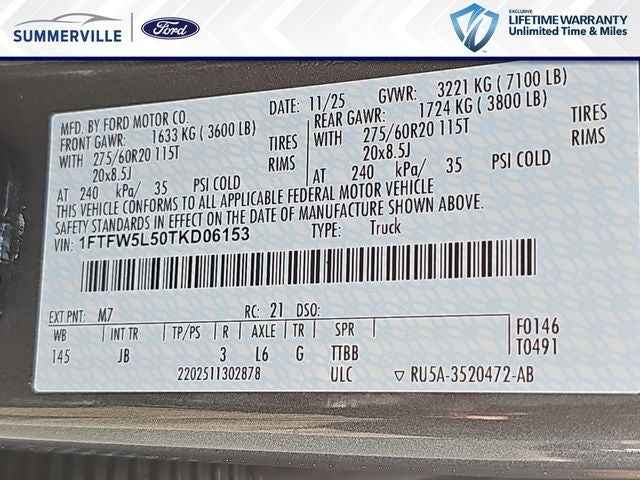 SUMMERVILLE
Ford
EXCLUSIVE
LIFETIME WARRANTY
Unlimited Time & Miles
MFD. BY FORD MOTOR CO.
DATE: 11/25
GVWR: 3221 KG ( 7100 LB)
FRONT GAWR: 1633 KG ( 3600 LB)
REAR GAWR: 1724 KG ( 3800 LB)
WITH 275/60R20 115T TIRES
WITH 275/60R20 115T TIRES
20x8.5J RIMS
20x8.5J RIMS
AT 240 kPa/ 35 PSI COLD
AT 240 kPa/ 35 PSI COLD
THIS VEHICLE CONFORMS TO ALL APPLICABLE FEDERAL MOTOR VEHICLE
SAFETY STANDARDS IN EFFECT ON THE DATE OF MANUFACTURE SHOWN ABOVE.
VIN: 1FTFW5L50TKD06153
TYPE: Truck
EXT PNT: M7 RC: 21 DSO:
WB INT TR TP/PS R AXLE TR SPR
145 JB 3 L6 G TTBB
F0146
T0491
2202511302878
ULC
▽ RU5A-3520472-AB